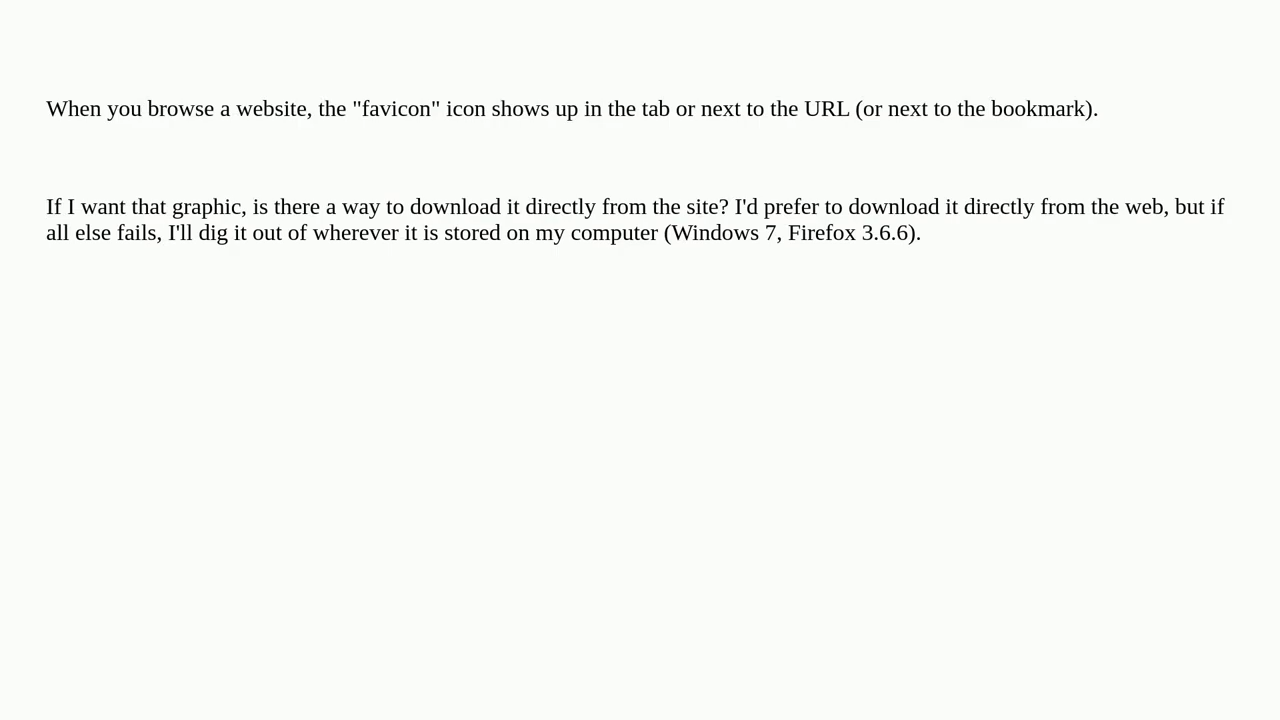 When you browse a website, the "favicon" icon shows up in the tab or next to the URL (or next to the bookmark).
If I want that graphic, is there a way to download it directly from the site? I'd prefer to download it directly from the web, but if
all else fails, I'll dig it out of wherever it is stored on my computer (Windows 7, Firefox 3.6.6).